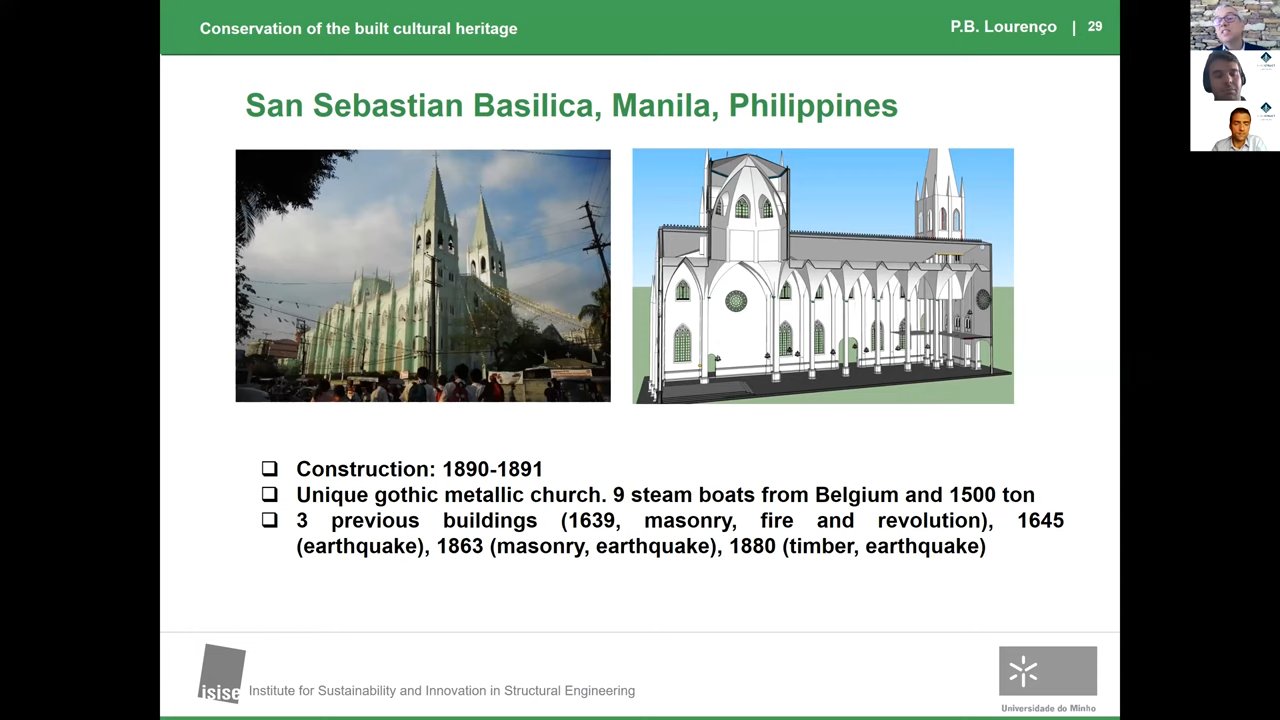 Conservation of the built cultural heritage
P.B. Lourenço | 29
San Sebastian Basilica, Manila, Philippines
❑ Construction: 1890-1891
❑ Unique gothic metallic church. 9 steam boats from Belgium and 1500 ton
❑ 3 previous buildings (1639, masonry, fire and revolution), 1645
(earthquake), 1863 (masonry, earthquake), 1880 (timber, earthquake)
isise Institute for Sustainability and Innovation in Structural Engineering
Universidade do Minho